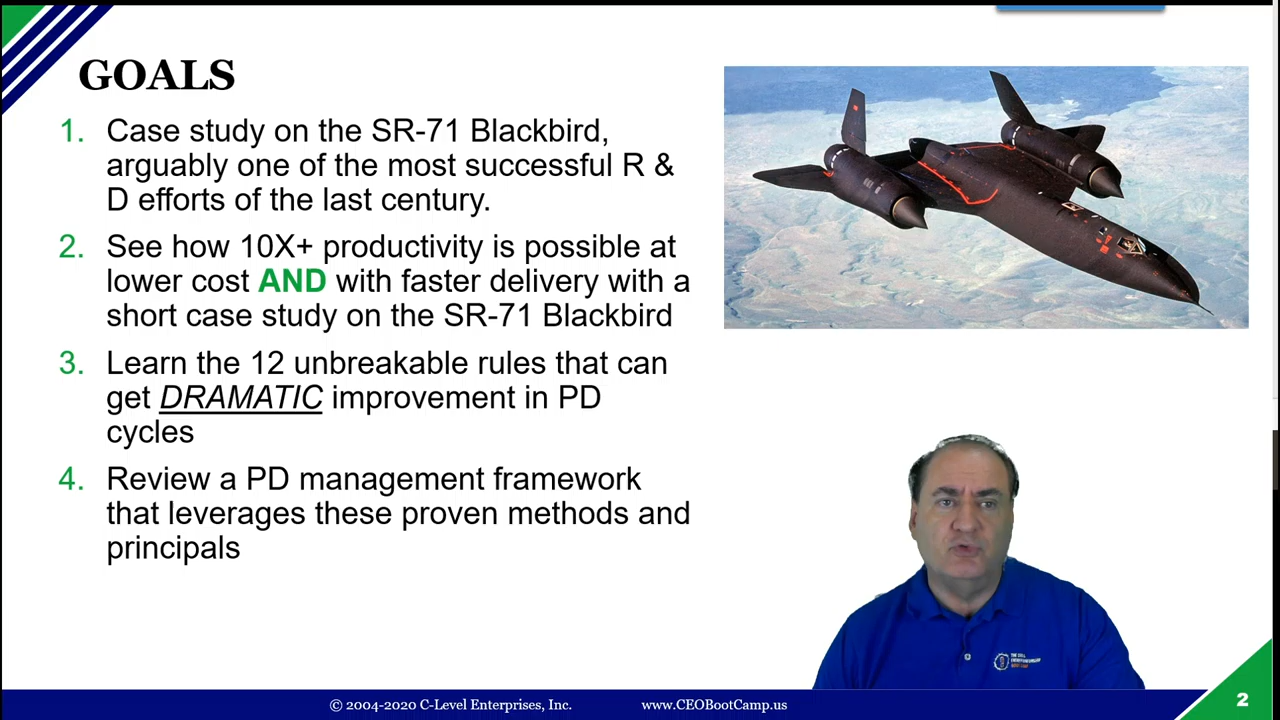 GOALS
1. Case study on the SR-71 Blackbird,
arguably one of the most successful R &
D efforts of the last century.
2. See how 10X+ productivity is possible at
lower cost AND with faster delivery with a
short case study on the SR-71 Blackbird
3. Learn the 12 unbreakable rules that can
get DRAMATIC improvement in PD
cycles
4. Review a PD management framework
that leverages these proven methods and
principals
© 2004-2020 C-Level Enterprises, Inc. www.CEOBootCamp.us
2